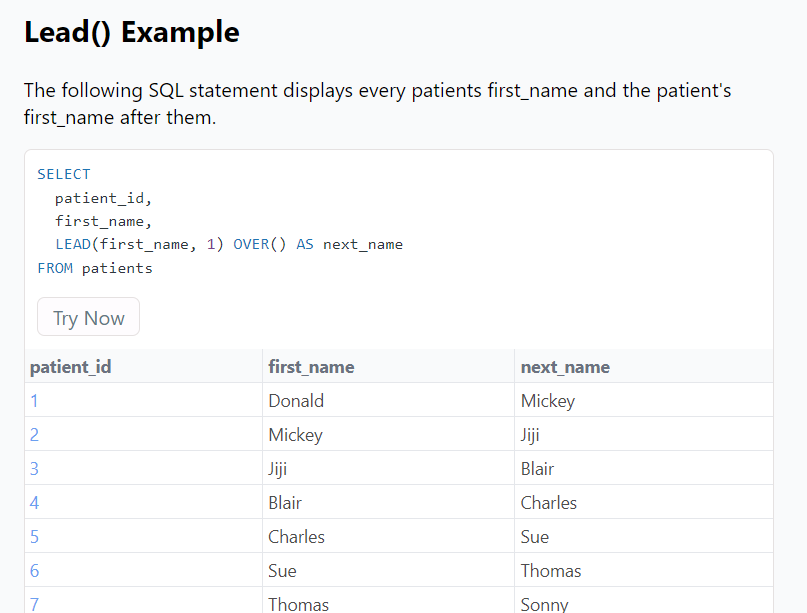 Lead() Example
The following SQL statement displays every patients first_name and the patient's
first_name after them.
SELECT
patient_id,
first_name,
LEAD(first_name, 1) OVER() AS next_name
FROM patients
Try Now
patient_id first_name next_name
1 Donald Mickey
2 Mickey Jiji
3 Jiji Blair
4 Blair Charles
5 Charles Sue
6 Sue Thomas
7 Thomas Sonny